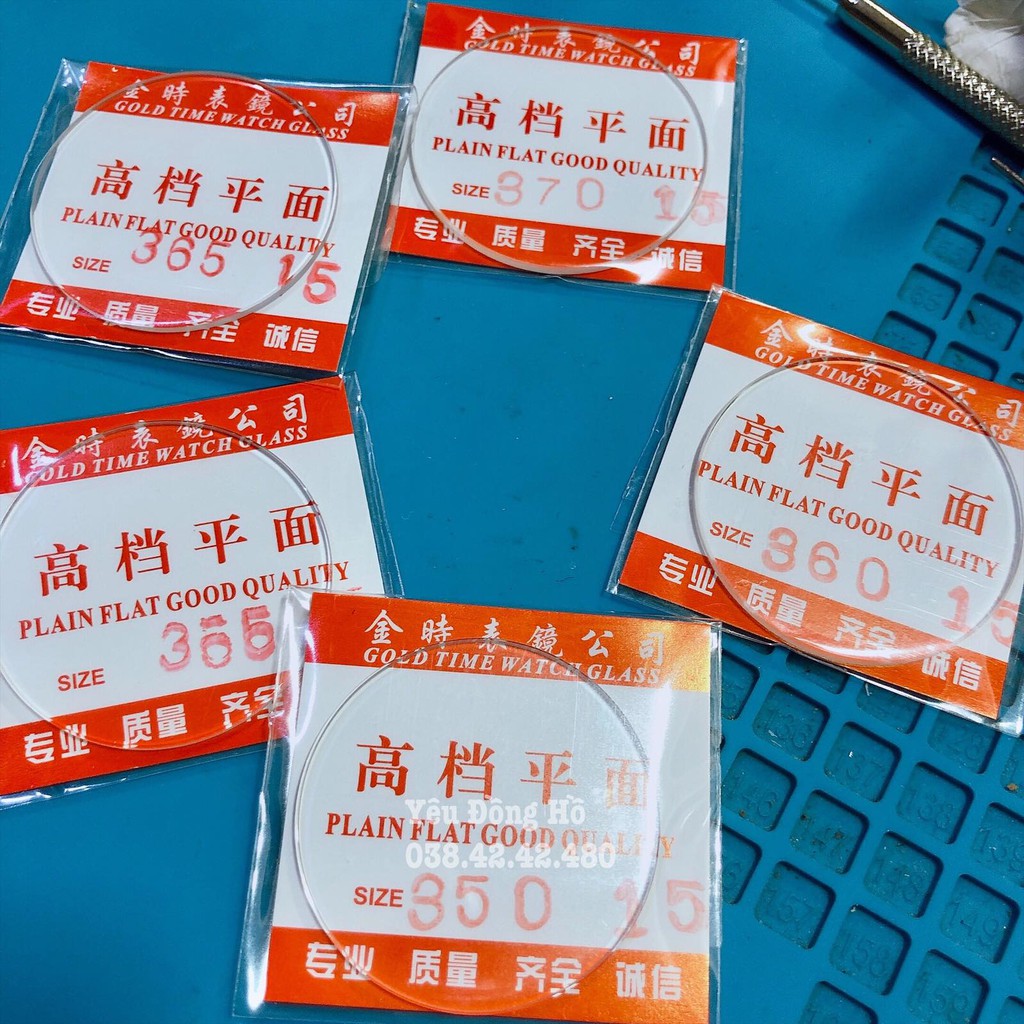 金時表鏡公司
GOLD TIME WATCH GLASS
高档平面
PLAIN FLAT GOOD QUALITY
SIZE 370 15
专业 质量 齐全 诚信
金時表鏡公司
GOLD TIME WATCH GLASS
高档平面
PLAIN FLAT GOOD QUALITY
SIZE 365 15
专业 质量 齐全 诚信
金時表鏡公司
GOLD TIME WATCH GLASS
高档平面
PLAIN FLAT GOOD QUALITY
SIZE 360 15
专业 质量 齐全 诚信
金時表鏡公司
GOLD TIME WATCH GLASS
高档平面
PLAIN FLAT GOOD QUALITY
SIZE 355
专业 质量 齐全
金時表鏡公司
GOLD TIME WATCH GLASS
高档平面
Yêu Đồng Hồ
PLAIN FLAT GOOD QUALITY
038.42.42.480
SIZE 350 15
专业 质量 齐全 诚信
137
149
158